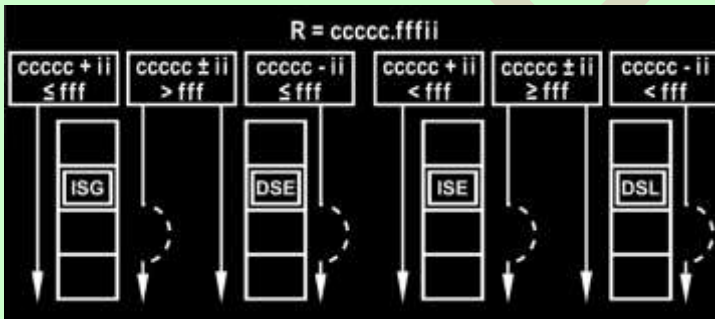 R = ccccc.fffii
ccccc + ii ccccc ± ii ccccc - ii ccccc + ii ccccc ± ii ccccc - ii
≤ fff > fff ≤ fff < fff ≥ fff < fff
ISG DSE ISE DSL